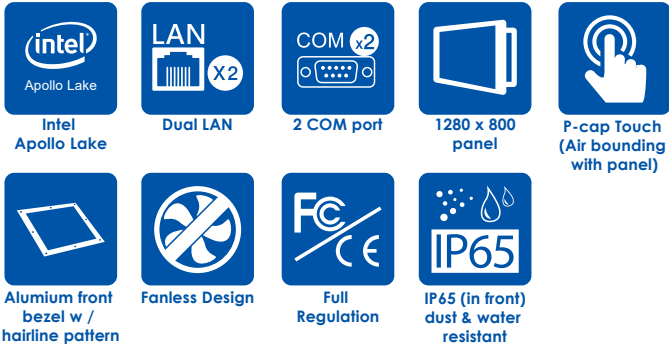 intel
Apollo Lake
Intel
Apollo Lake
LAN
X2
Dual LAN
COM x2
2 COM port
1280 x 800
panel
P-cap Touch
(Air bounding
with panel)
Alumium front
bezel w /
hairline pattern
Fanless Design
FC
CE
Full
Regulation
IP65
IP65 (in front)
dust & water
resistant